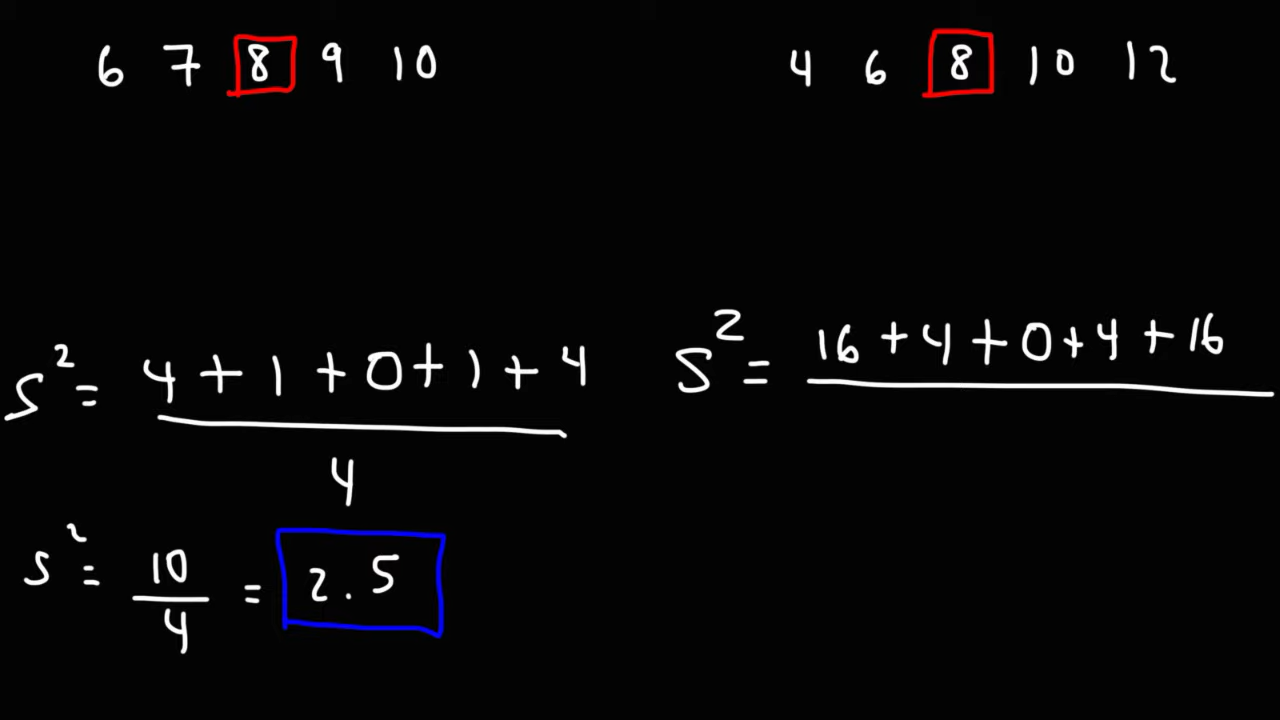 6 7 8 9 10
4 6 8 10 12
s² = 4 + 1 + 0 + 1 + 4
4
s² = 10
4
= 2.5
s² = 16 + 4 + 0 + 4 + 16